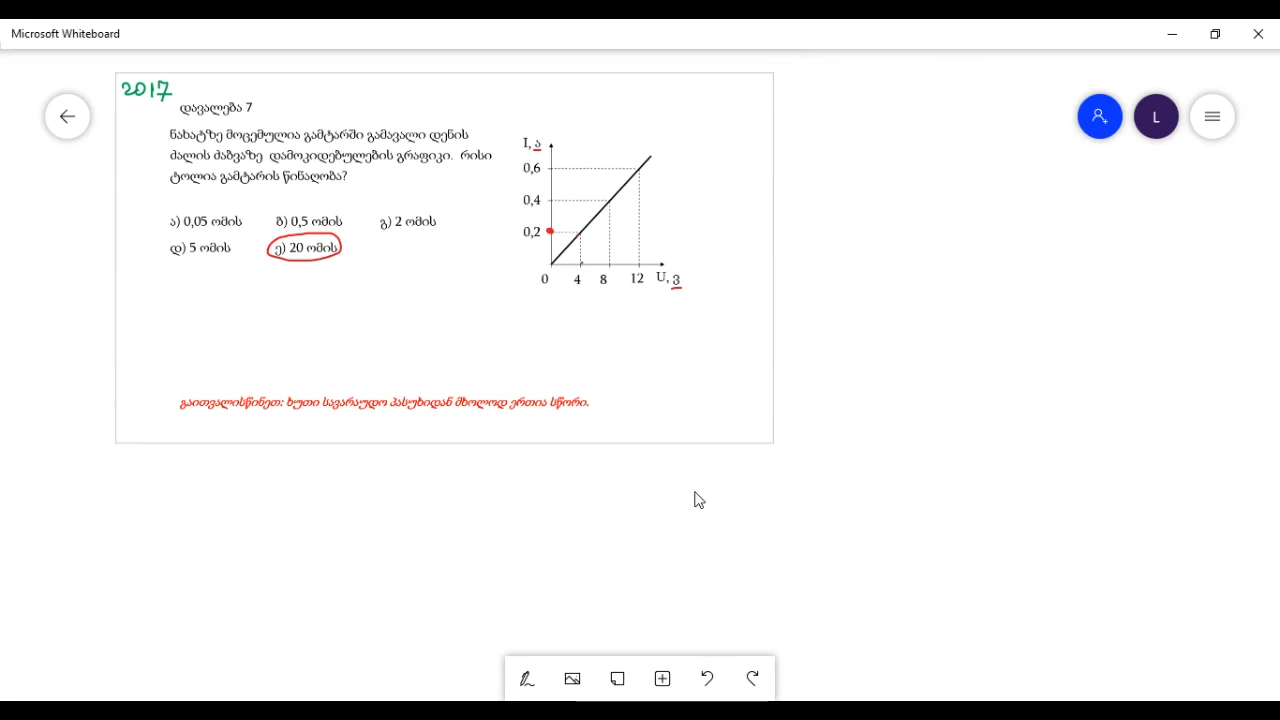 Microsoft Whiteboard
2017
დავალება 7
ნახატზე მოცემულია გამტარში გამავალი დენის
ძალის ძაბვაზე დამოკიდებულების გრაფიკი. რისი
ტოლია გამტარის წინაღობა?
ა) 0,05 ომის ბ) 0,5 ომის გ) 2 ომის
დ) 5 ომის ე) 20 ომის
I, ა
0,6
0,4
0,2
0 4 8 12 U, ვ
გაითვალისწინეთ: ხუთი სავარაუდო პასუხიდან მხოლოდ ერთია სწორი.
L